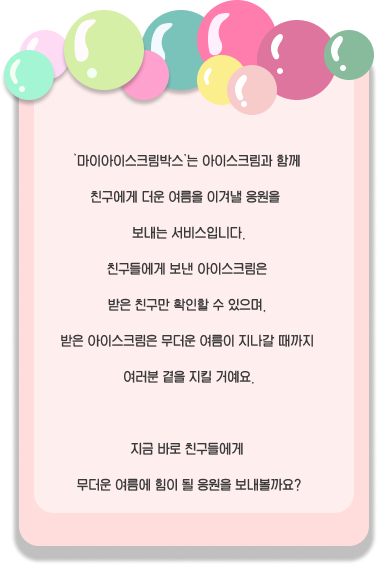 '마이아이스크림박스'는 아이스크림과 함께
친구에게 더운 여름을 이겨낼 응원을
보내는 서비스입니다.
친구들에게 보낸 아이스크림은
받은 친구만 확인할 수 있으며,
받은 아이스크림은 무더운 여름이 지나갈 때까지
여러분 곁을 지킬 거예요.
지금 바로 친구들에게
무더운 여름에 힘이 될 응원을 보내볼까요?